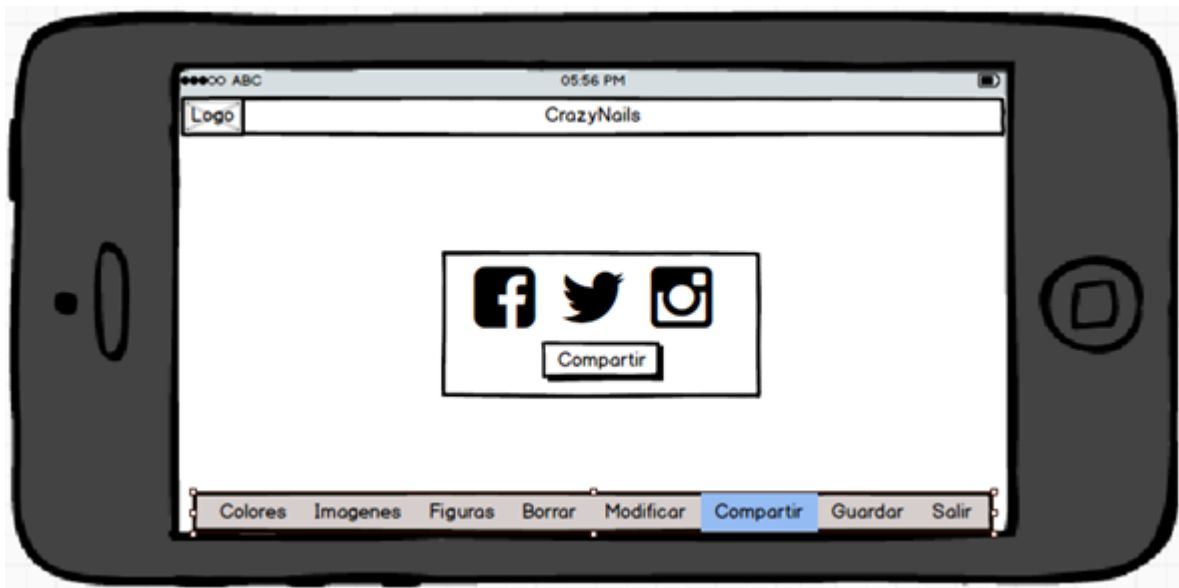 ABC 05:56 PM
Logo CrazyNails
Compartir
Colores Imagenes Figuras Borrar Modificar Compartir Guardar Salir